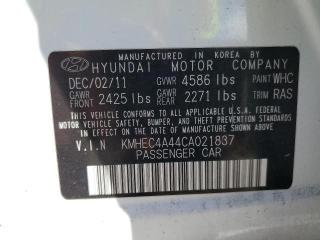 MANUFACTURED IN KOREA BY
HYUNDAI MOTOR COMPANY
DEC/02/11 GVWR 4586 lbs PAINT WHC
GAWR FRONT 2425 lbs GAWR REAR 2271 lbs TRIM RAS
THIS VEHICLE CONFORMS TO ALL APPLICABLE U.S.A. FEDERAL
MOTOR VEHICLE SAFETY, BUMPER, AND THEFT PREVENTION STANDARDS
IN EFFECT ON THE DATE OF MANUFACTURE SHOWN ABOVE.
V.I.N KMHEC4A44CA021837
PASSENGER CAR